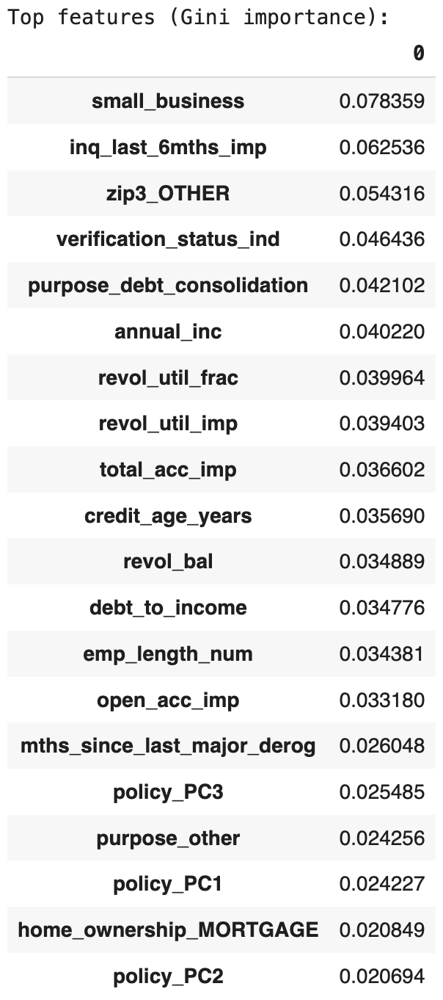 Top features (Gini importance):
0
small_business 0.078359
inq_last_6mths_imp 0.062536
zip3_OTHER 0.054316
verification_status_ind 0.046436
purpose_debt_consolidation 0.042102
annual_inc 0.040220
revol_util_frac 0.039964
revol_util_imp 0.039403
total_acc_imp 0.036602
credit_age_years 0.035690
revol_bal 0.034889
debt_to_income 0.034776
emp_length_num 0.034381
open_acc_imp 0.033180
mths_since_last_major_derog 0.026048
policy_PC3 0.025485
purpose_other 0.024256
policy_PC1 0.024227
home_ownership_MORTGAGE 0.020849
policy_PC2 0.020694